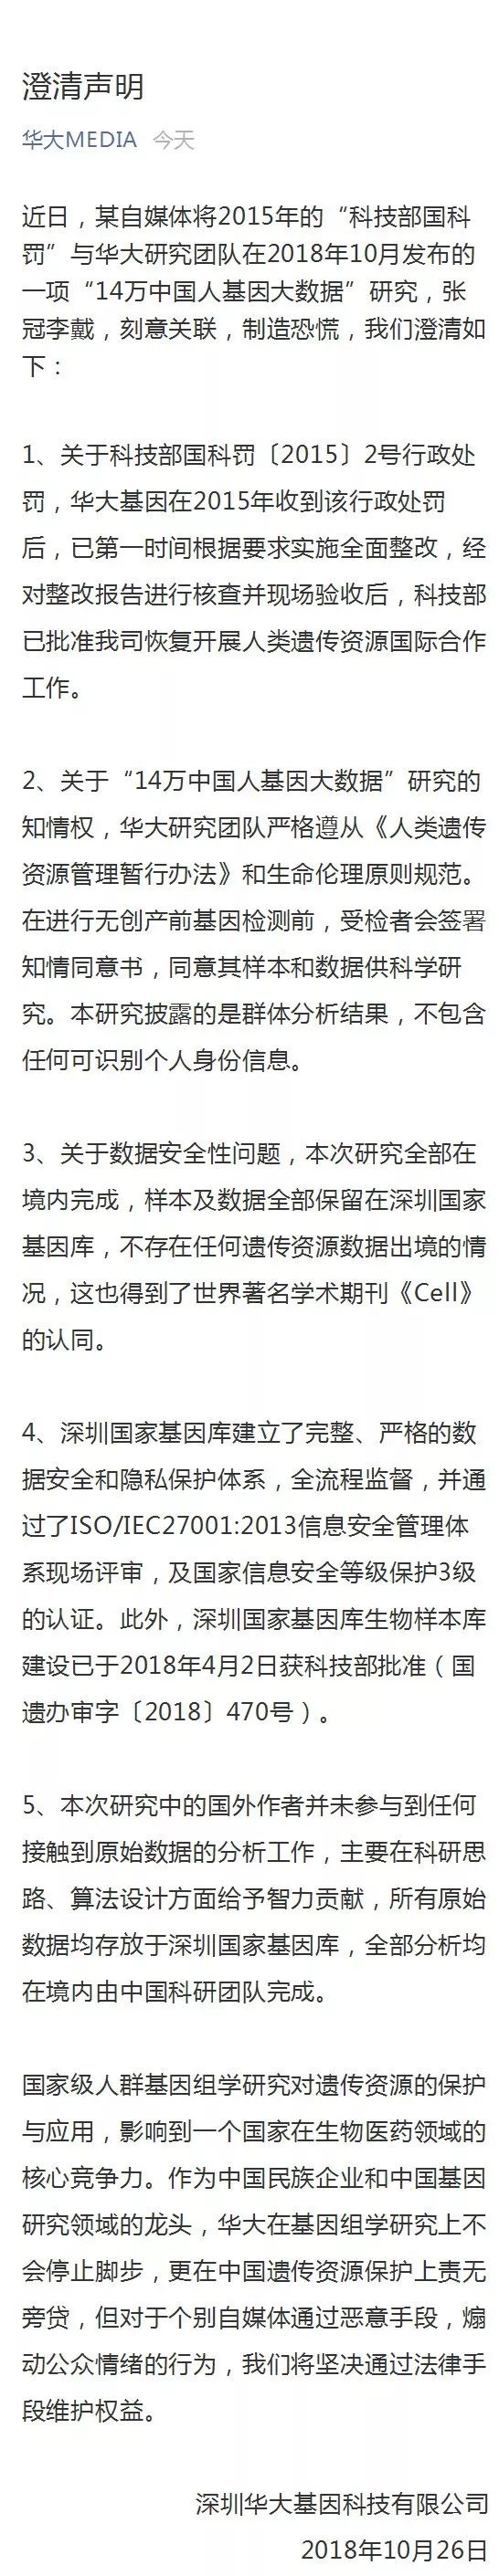 澄清声明
华大MEDIA 今天
近日，某自媒体将2015年的“科技部国科
罚”与华大研究团队在2018年10月发布的
一项“14万中国人基因大数据”研究，张
冠李戴，刻意关联，制造恐慌，我们澄清如
下：
1、关于科技部国科罚〔2015〕2号行政处
罚，华大基因在2015年收到该行政处罚
后，已第一时间根据要求实施全面整改，经
对整改报告进行核查并现场验收后，科技部
已批准我司恢复开展人类遗传资源国际合作
工作。
2、关于“14万中国人基因大数据”研究的
知情权，华大研究团队严格遵从《人类遗传
资源管理暂行办法》和生命伦理原则规范。
在进行无创产前基因检测前，受检者会签署
知情同意书，同意其样本和数据供科学研
究。本研究披露的是群体分析结果，不包含
任何可识别个人身份信息。
3、关于数据安全性问题，本次研究全部在
境内完成，样本及数据全部保留在深圳国家
基因库，不存在任何遗传资源数据出境的情
况，这也得到了世界著名学术期刊《Cell》
的认同。
4、深圳国家基因库建立了完整、严格的数
据安全和隐私保护体系，全流程监督，并通
过了ISO/IEC27001:2013信息安全管理体
系现场评审，及国家信息安全等级保护3级
的认证。此外，深圳国家基因库生物样本库
建设已于2018年4月2日获科技部批准（国
遗办审字〔2018〕470号）。
5、本次研究中的国外作者并未参与到任何
接触到原始数据的分析工作，主要在科研思
路、算法设计方面给予智力贡献，所有原始
数据均存放于深圳国家基因库，全部分析均
在境内由中国科研团队完成。
国家级人群基因组学研究对遗传资源的保护
与应用，影响到一个国家在生物医药领域的
核心竞争力。作为中国民族企业和中国基因
研究领域的龙头，华大在基因组学研究上不
会停止脚步，更在中国遗传资源保护上责无
旁贷，但对于个别自媒体通过恶意手段，煽
动公众情绪的行为，我们将坚决通过法律手
段维护权益。
深圳华大基因科技有限公司
2018年10月26日